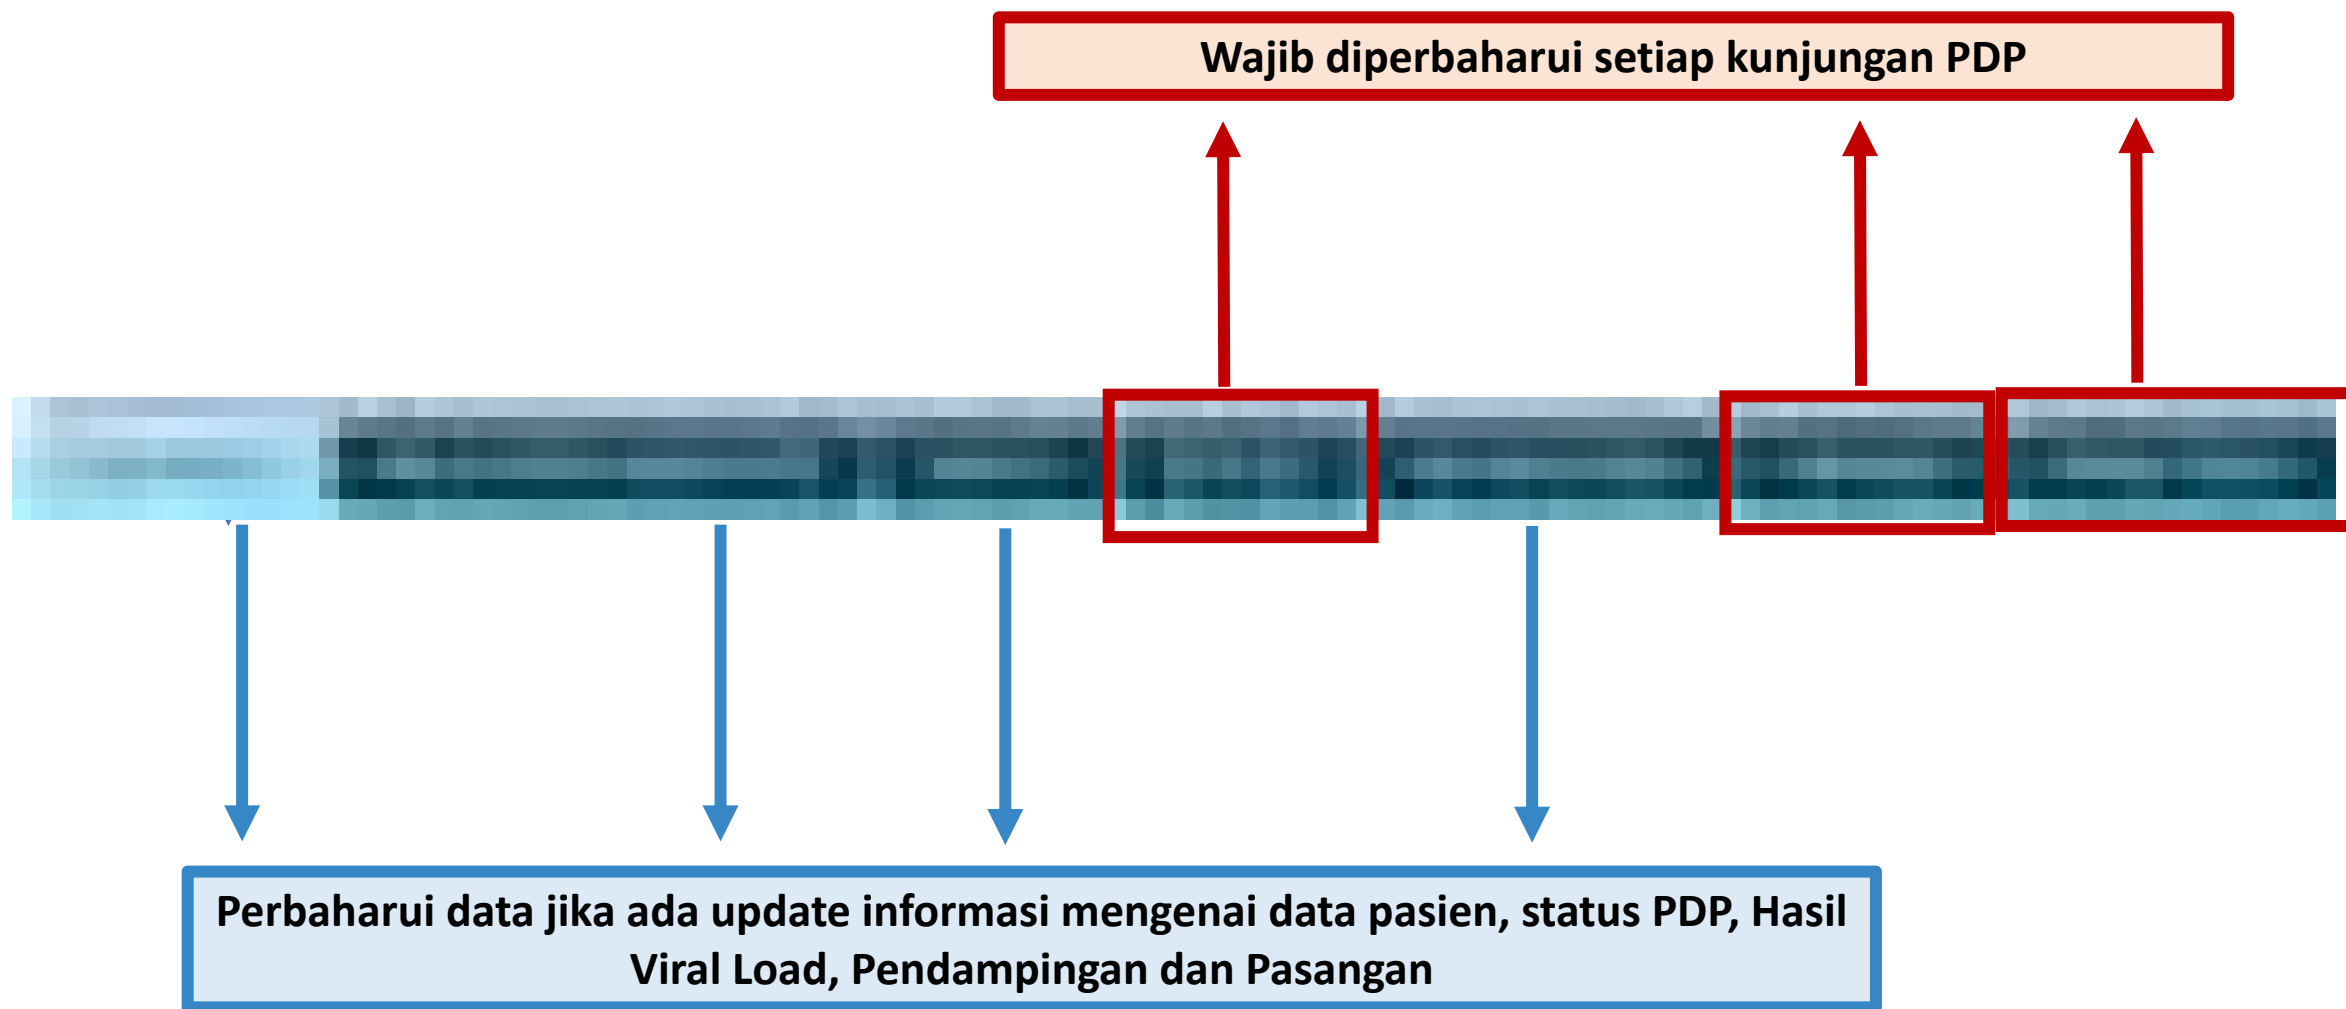 Wajib diperbaharui setiap kunjungan PDP
Perbaharui data jika ada update informasi mengenai data pasien, status PDP, Hasil
Viral Load, Pendampingan dan Pasangan